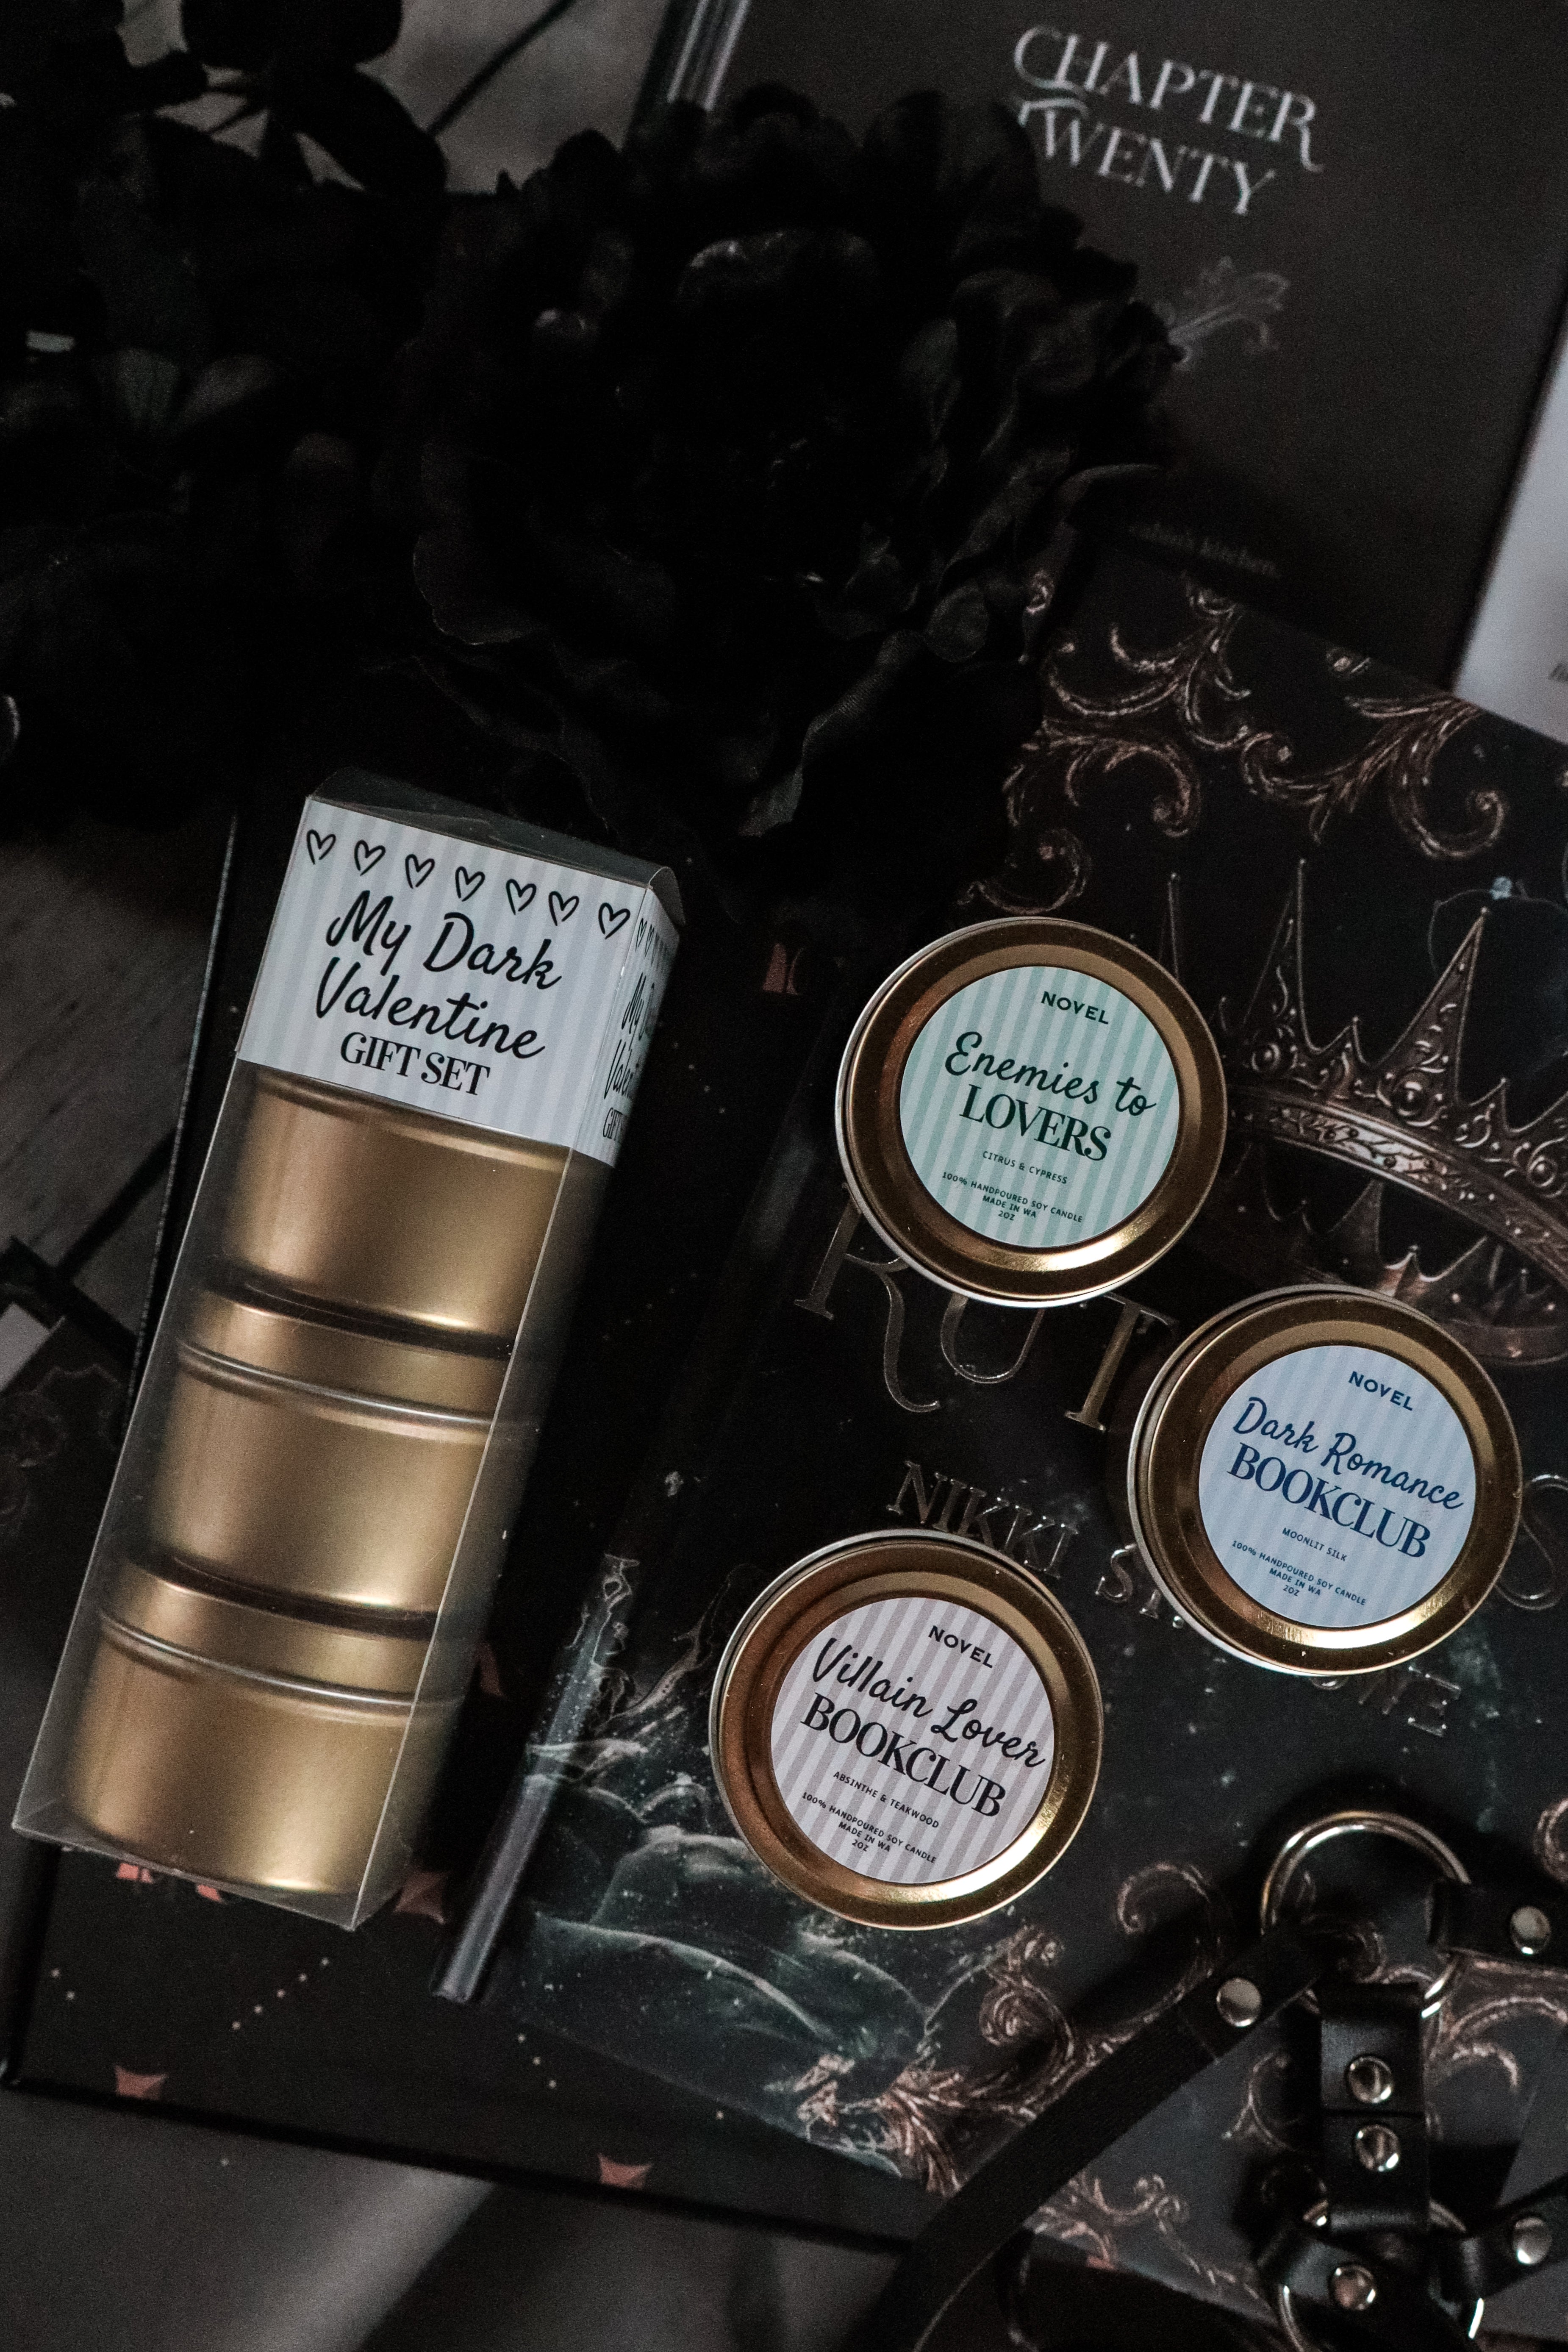 CHAPTER
TWENTY
My Dark
Valentine
GIFT SET
NOVEL
Enemies to
LOVERS
CITRUS & CYPRESS
100% HANDPOURED SOY CANDLE
MADE IN WA
2OZ
NOVEL
Dark Romance
BOOKCLUB
MOONLIT SILK
100% HANDPOURED SOY CANDLE
MADE IN WA
2OZ
NIKKI
NOVEL
Villain Lover
BOOKCLUB
ABSINTHE & TEAKWOOD
100% HANDPOURED SOY CANDLE
MADE IN WA
2OZ